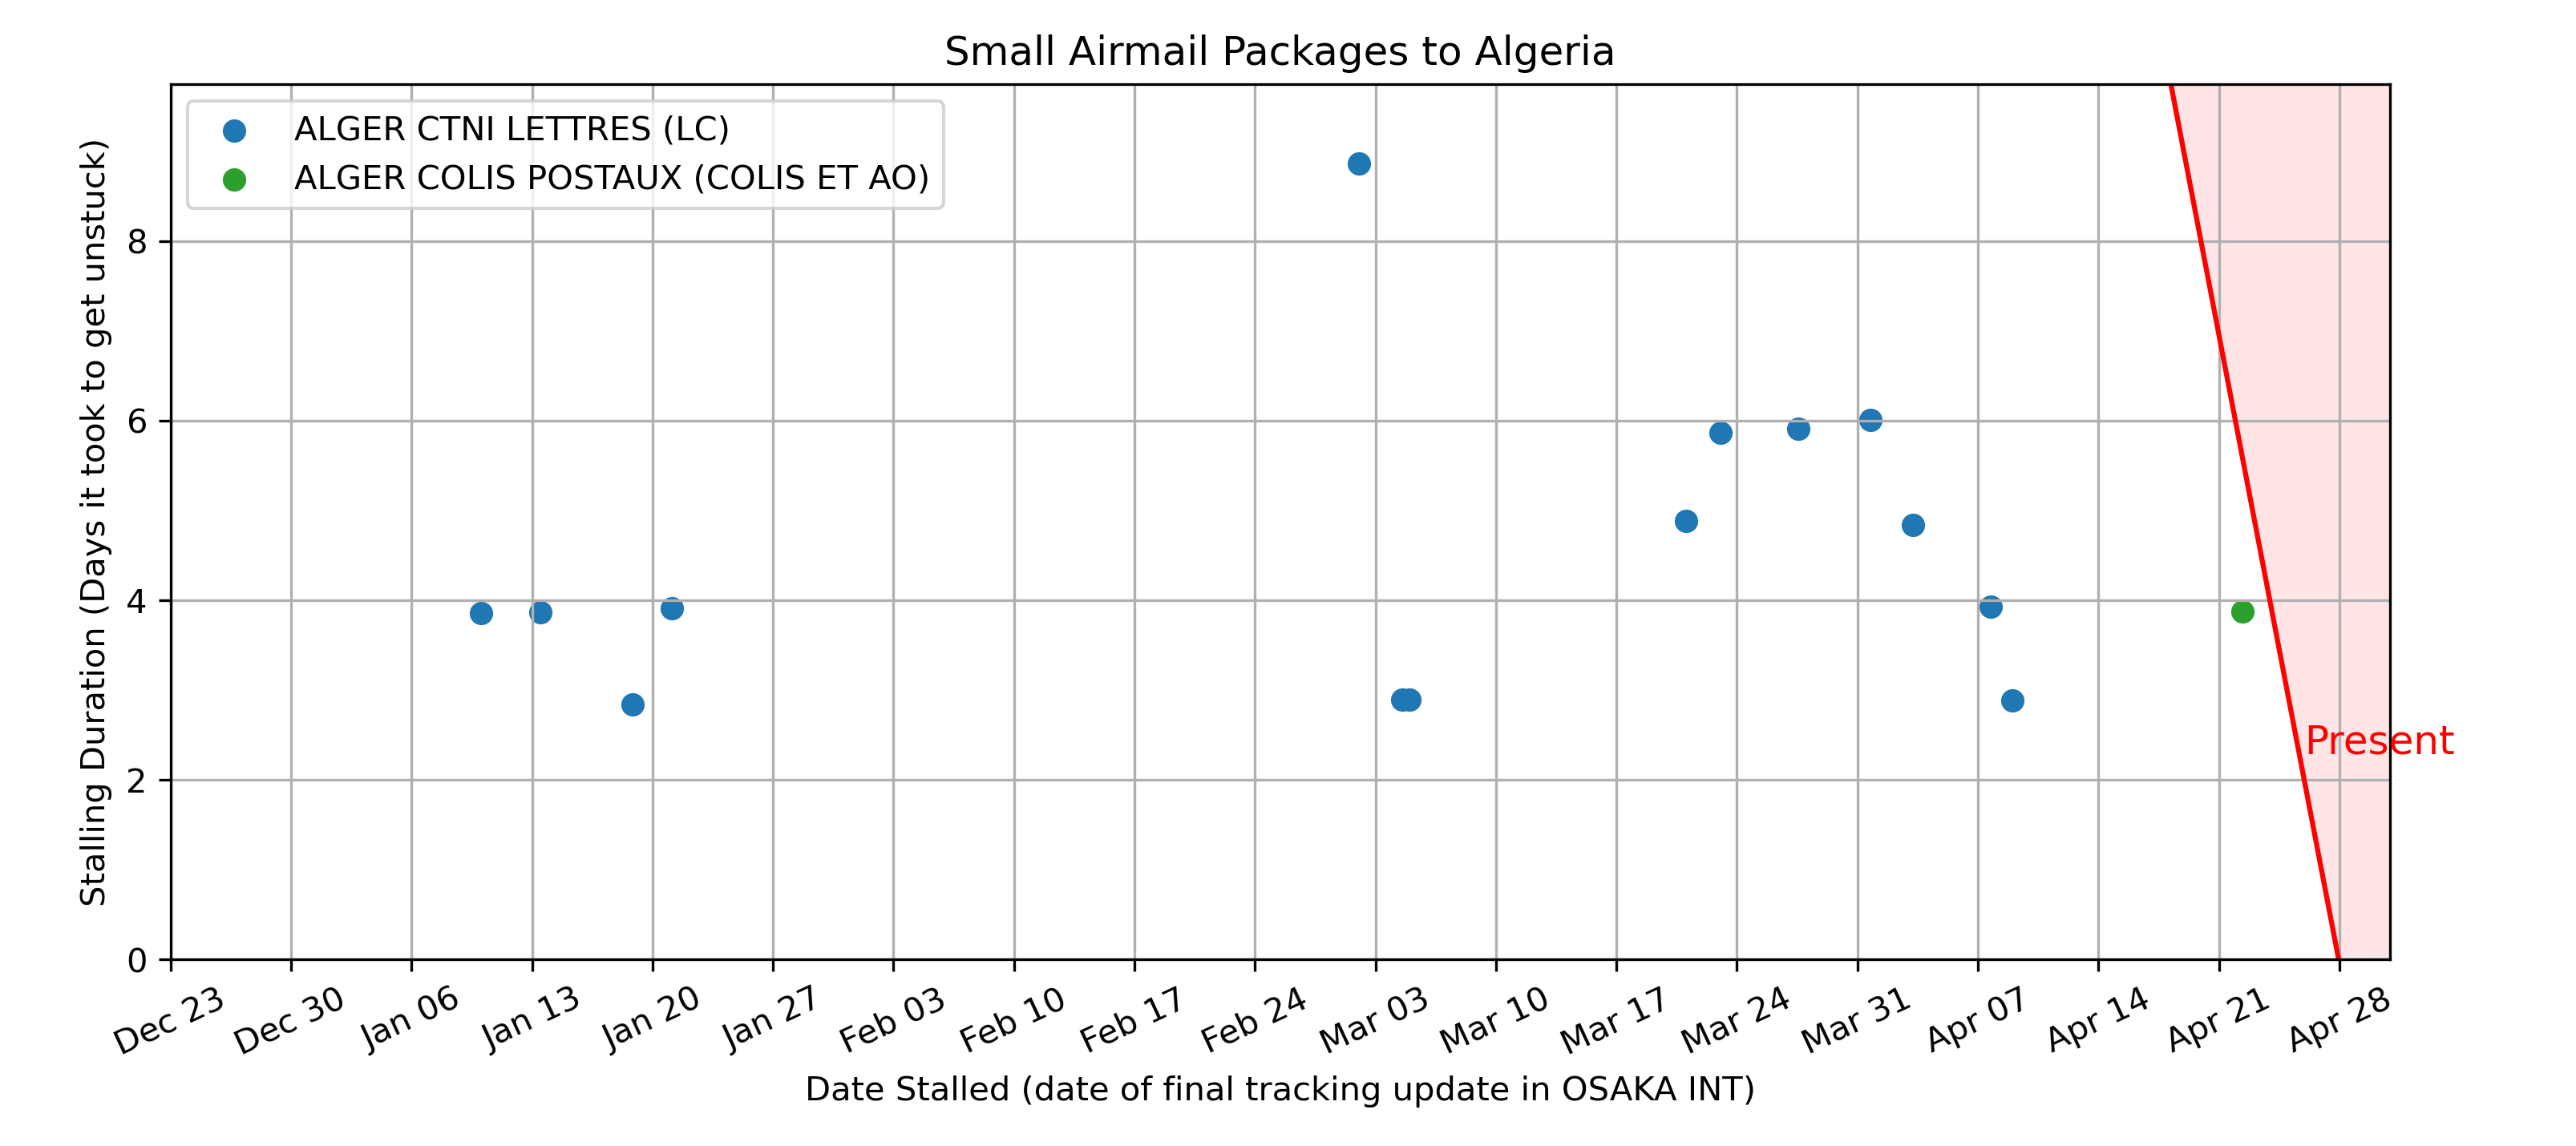 Small Airmail Packages to Algeria
ALGER CTNI LETTRES (LC)
ALGER COLIS POSTAUX (COLIS ET AO)
Stalling Duration (Days it took to get unstuck)
8
6
4
2
0
Present
Dec 23
Dec 30
Jan 06
Jan 13
Jan 20
Jan 27
Feb 03
Feb 10
Feb 17
Feb 24
Mar 03
Mar 10
Mar 17
Mar 24
Mar 31
Apr 07
Apr 14
Apr 21
Apr 28
Date Stalled (date of final tracking update in OSAKA INT)